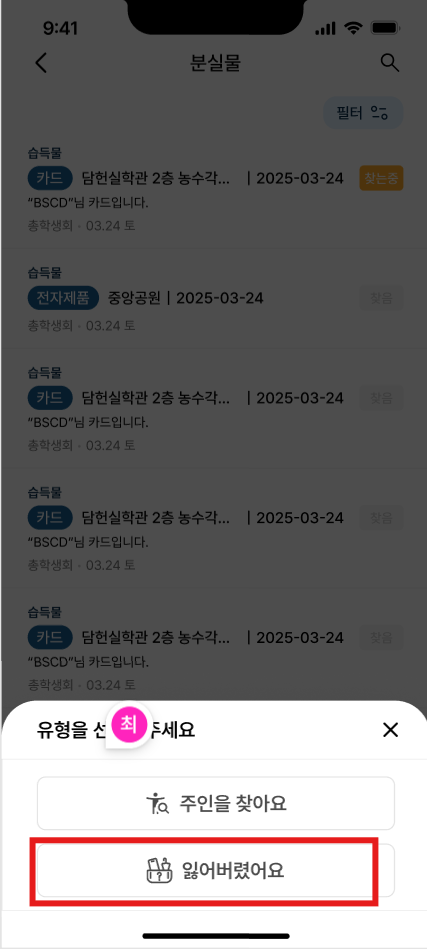 9:41
분실물
필터
습득물
카드 담헌실학관 2층 농수각... | 2025-03-24 찾는중
“BSCD”님 카드입니다.
총학생회 · 03.24 토
습득물
전자제품 중앙공원 | 2025-03-24 찾음
총학생회 · 03.24 토
습득물
카드 담헌실학관 2층 농수각... | 2025-03-24 찾음
“BSCD”님 카드입니다.
총학생회 · 03.24 토
습득물
카드 담헌실학관 2층 농수각... | 2025-03-24 찾음
“BSCD”님 카드입니다.
총학생회 · 03.24 토
습득물
카드 담헌실학관 2층 농수각... | 2025-03-24 찾음
“BSCD”님 카드입니다.
총학생회 · 03.24 토
유형을 최 주세요
주인을 찾아요
잃어버렸어요